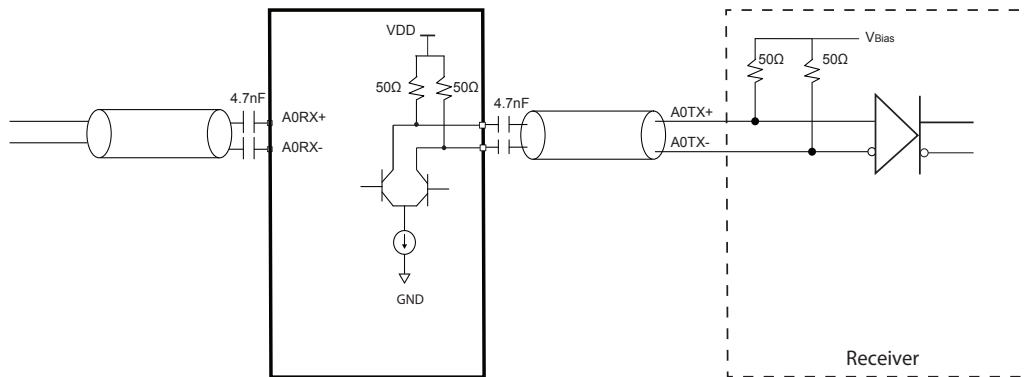 VDD
50Ω 50Ω
4.7nF
A0RX+
A0RX-
GND
4.7nF
A0TX+
A0TX-
VBias
50Ω 50Ω
Receiver